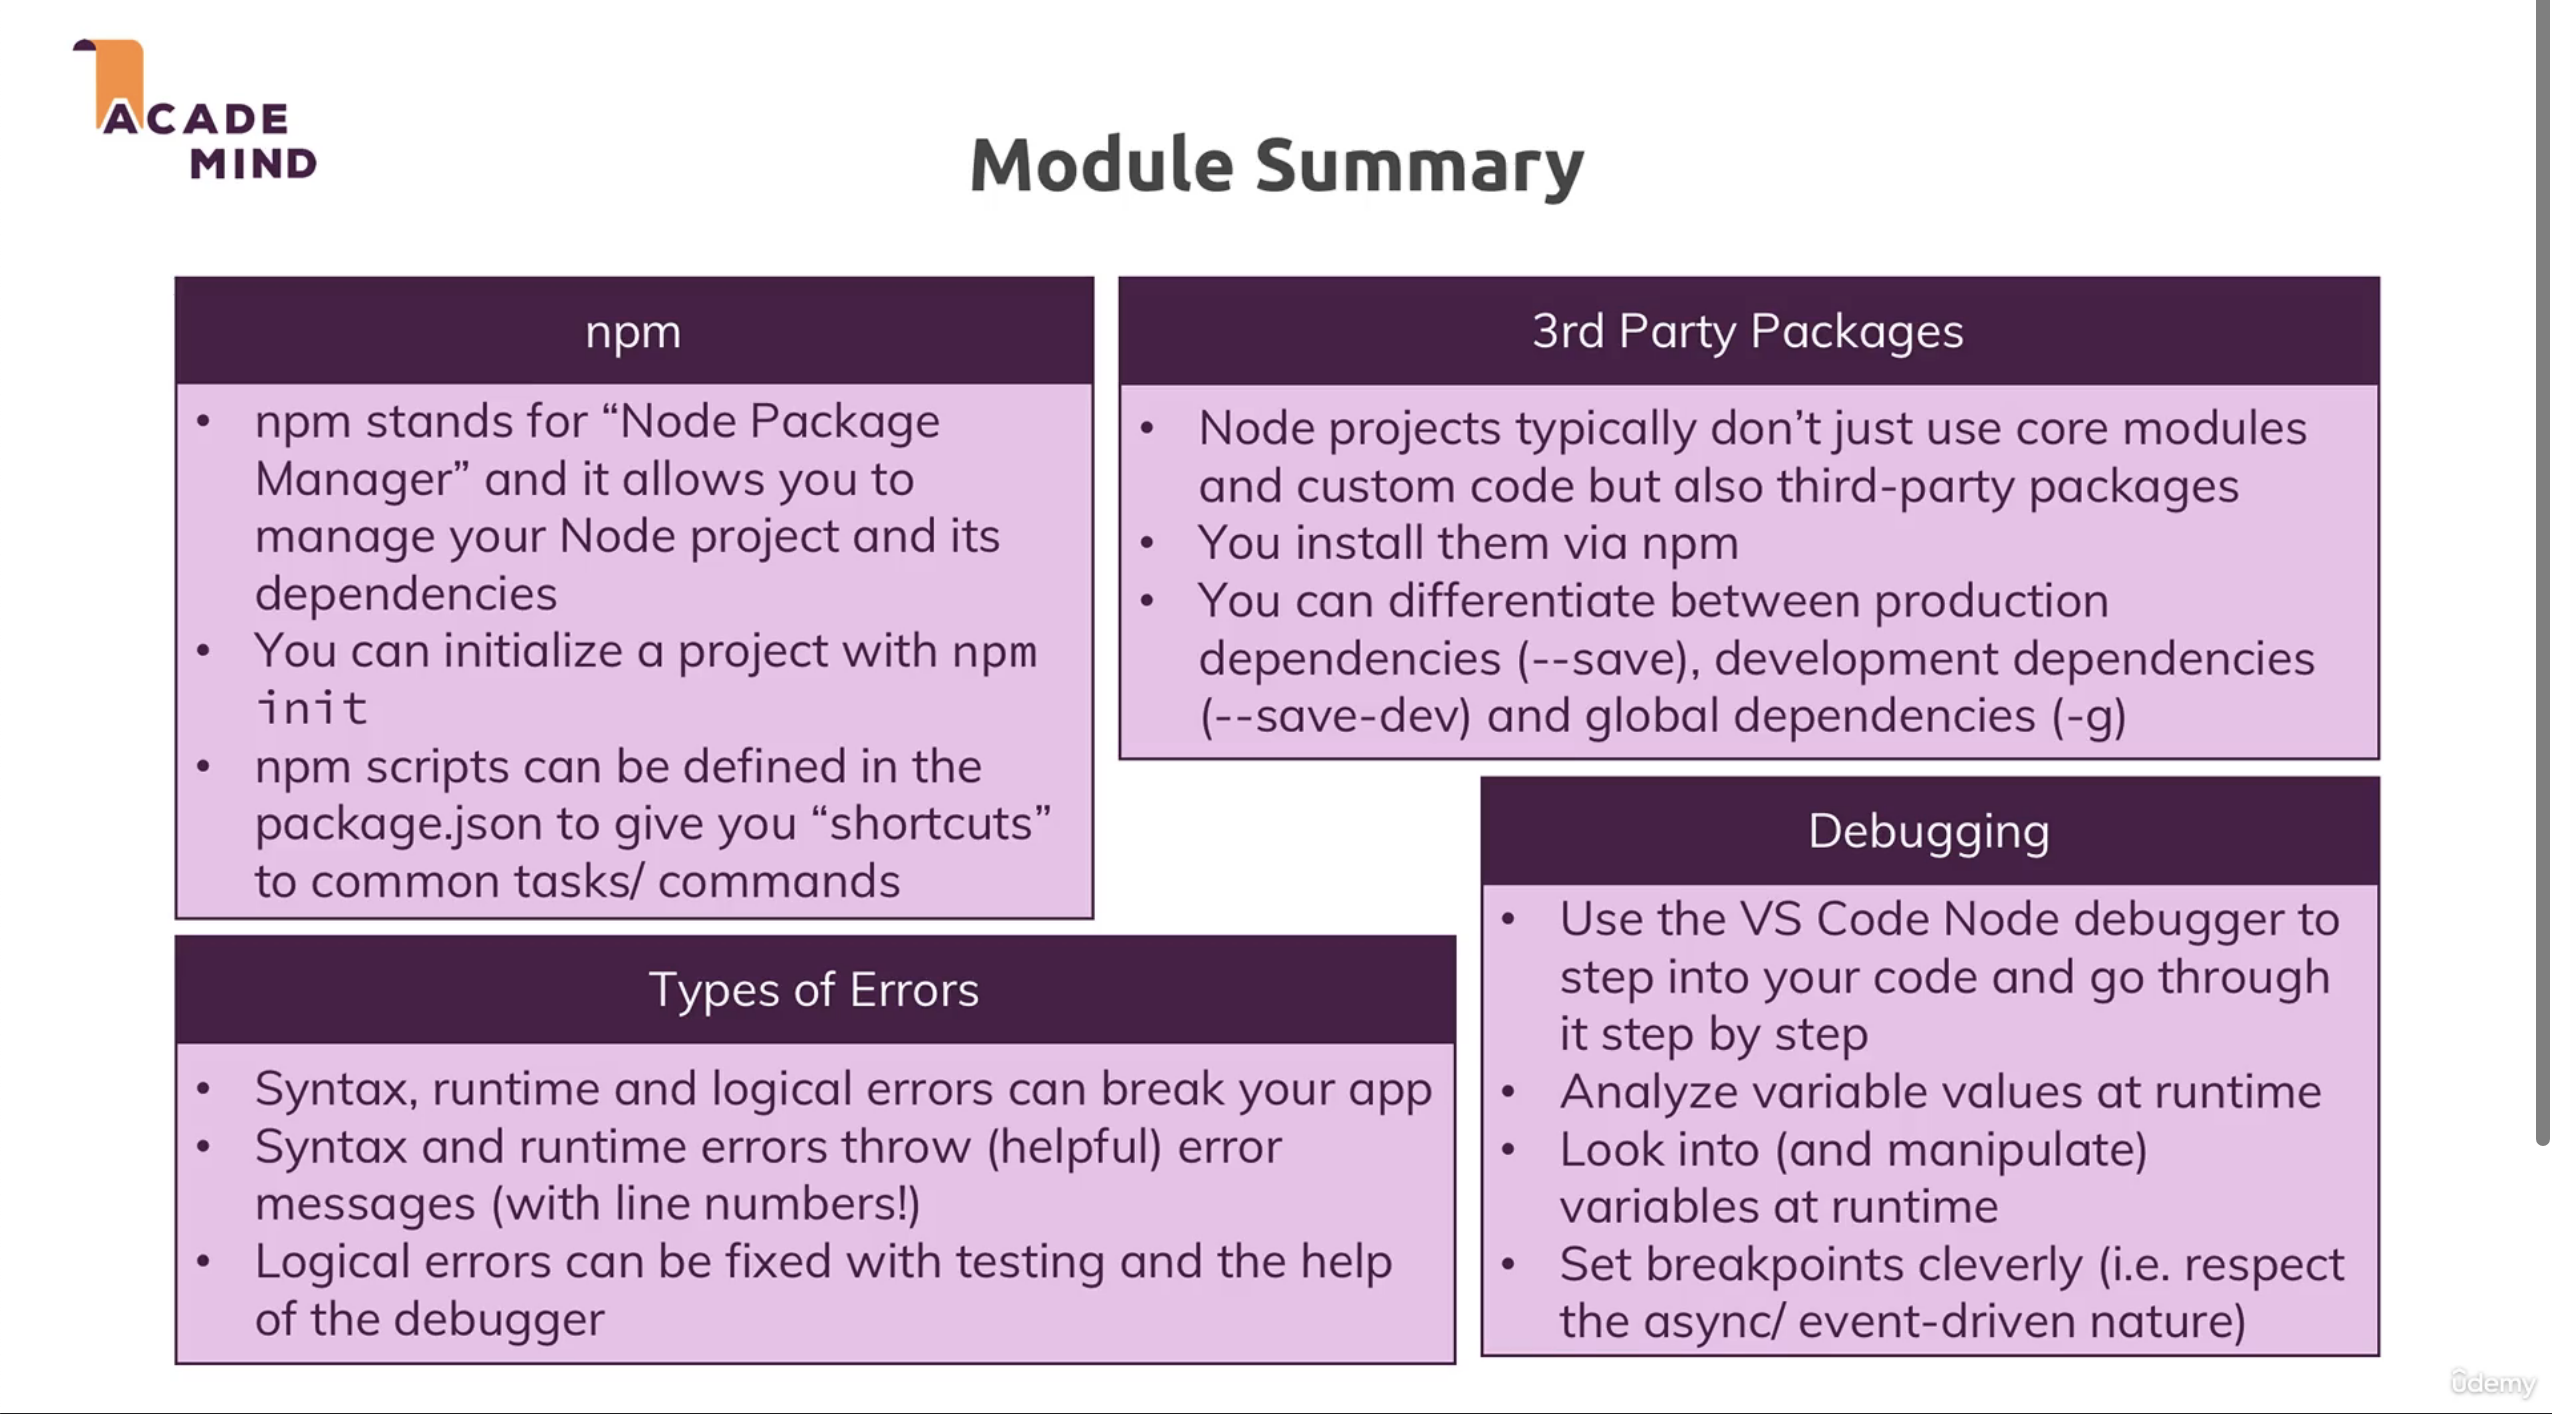 ACADE
MIND
Module Summary
npm
• npm stands for “Node Package
Manager” and it allows you to
manage your Node project and its
dependencies
• You can initialize a project with npm
init
• npm scripts can be defined in the
package.json to give you “shortcuts”
to common tasks/ commands
3rd Party Packages
• Node projects typically don’t just use core modules
and custom code but also third-party packages
• You install them via npm
• You can differentiate between production
dependencies (--save), development dependencies
(--save-dev) and global dependencies (-g)
Types of Errors
• Syntax, runtime and logical errors can break your app
• Syntax and runtime errors throw (helpful) error
messages (with line numbers!)
• Logical errors can be fixed with testing and the help
of the debugger
Debugging
• Use the VS Code Node debugger to
step into your code and go through
it step by step
• Analyze variable values at runtime
• Look into (and manipulate)
variables at runtime
• Set breakpoints cleverly (i.e. respect
the async/ event-driven nature)
ûdemy